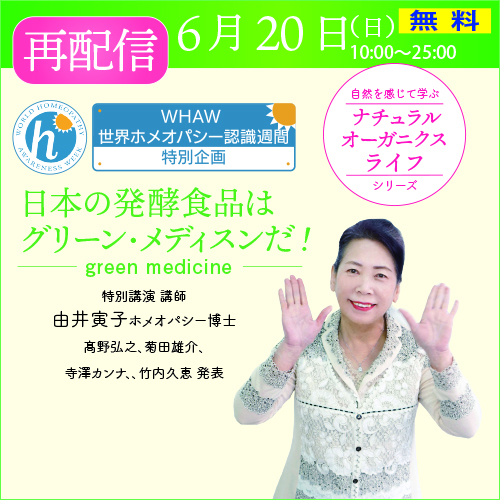 再配信
6月20日(日)
無料
10:00～25:00
WORLD HOMEOPATHY
AWARENESS WEEK
h
WHAW
世界ホメオパシー認識週間
特別企画
自然を感じて学ぶ
ナチュラル
オーガニクス
ライフ
シリーズ
日本の発酵食品は
グリーン・メディスンだ!
green medicine
特別講演 講師
由井寅子ホメオパシー博士
髙野弘之、菊田雄介、
寺澤カンナ、、竹内久恵 発表